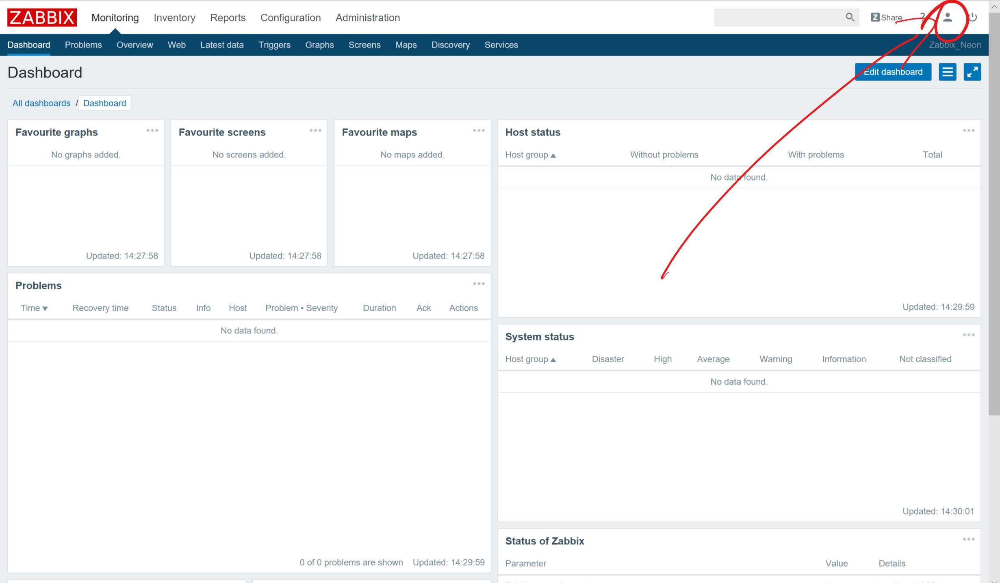 ZABBIX Monitoring Inventory Reports Configuration Administration Z Share ?
Dashboard Problems Overview Web Latest data Triggers Graphs Screens Maps Discovery Services Zabbix_Neon
Dashboard Edit dashboard
All dashboards / Dashboard
Favourite graphs
No graphs added.
Updated: 14:27:58
Favourite screens
No screens added.
Updated: 14:27:58
Favourite maps
No maps added.
Updated: 14:27:58
Host status
Host group Without problems With problems Total
No data found.
Updated: 14:29:59
Problems
Time Recovery time Status Info Host Problem • Severity Duration Ack Actions
No data found.
0 of 0 problems are shown Updated: 14:29:59
System status
Host group Disaster High Average Warning Information Not classified
No data found.
Updated: 14:30:01
Status of Zabbix
Parameter Value Details